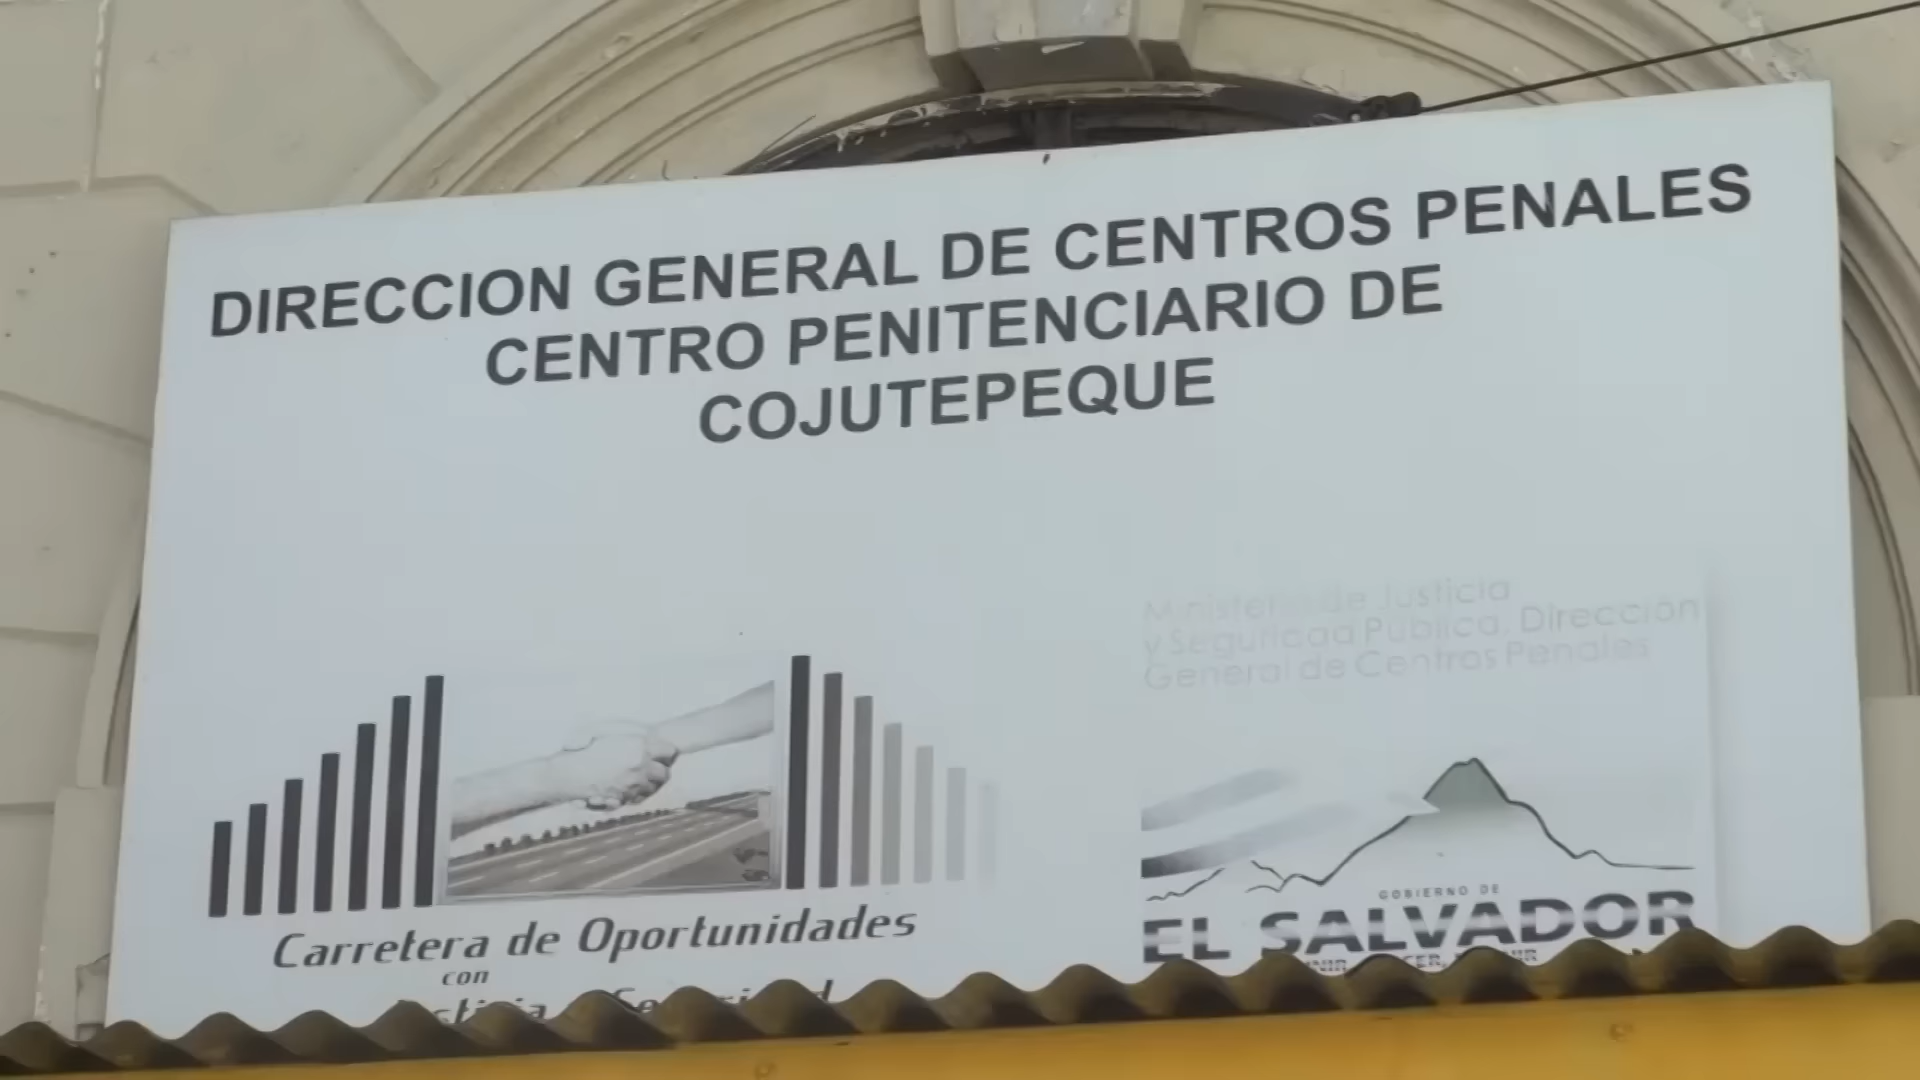 DIRECCION GENERAL DE CENTROS PENALES
CENTRO PENITENCIARIO DE
COJUTEPEQUE
Ministerio de Justicia
y Seguridad Pública, Dirección
General de Centros Penales
Carretera de Oportunidades
con
GOBIERNO DE
EL SALVADOR